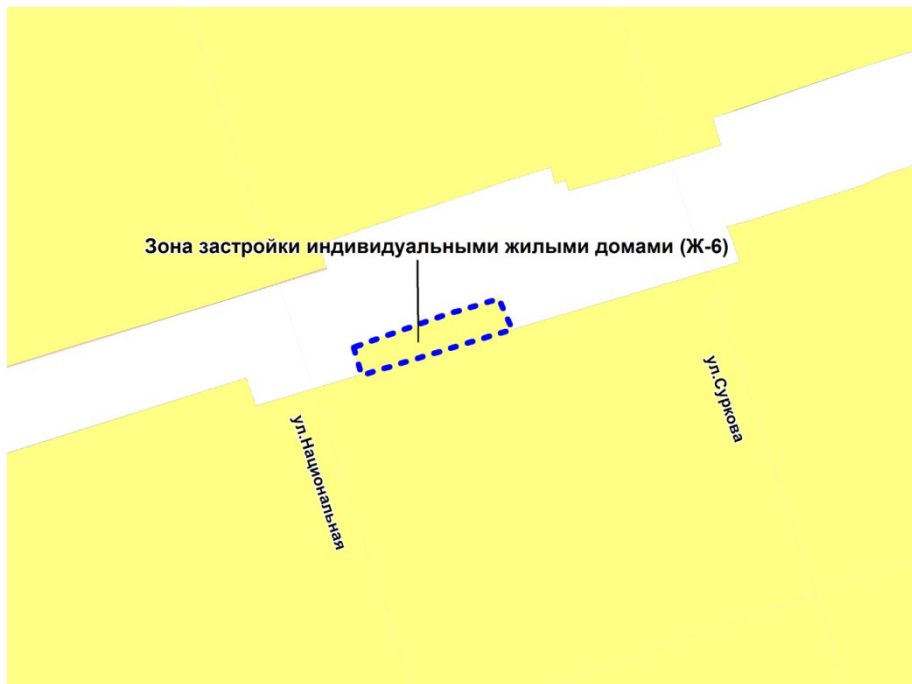 Зона застройки индивидуальными жилыми домами (Ж-6)
ул.Суркова
ул.Национальная